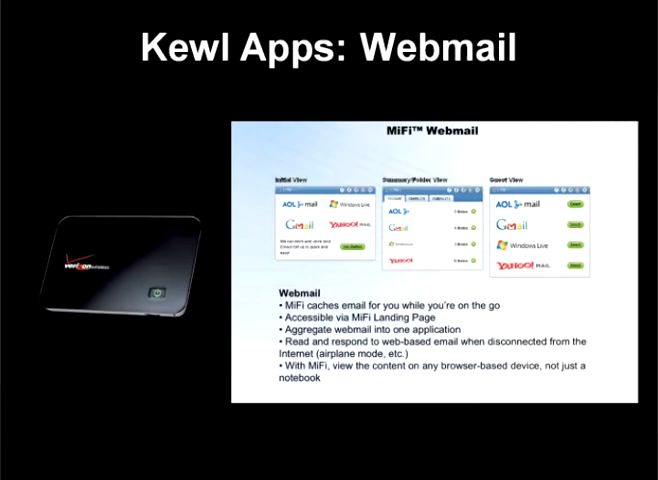 Kewl Apps: Webmail
MiFi™ Webmail
Initial View
Summary/Folder View
Guest View
AOL mail
Windows Live
Gmail
YAHOO! MAIL
AOL
Gmail
YAHOO!
AOL mail
Gmail
Windows Live
YAHOO! MAIL
verizon wireless
Webmail
• MiFi caches email for you while you're on the go
• Accessible via MiFi Landing Page
• Aggregate webmail into one application
• Read and respond to web-based email when disconnected from the
Internet (airplane mode, etc.)
• With MiFi, view the content on any browser-based device, not just a
notebook